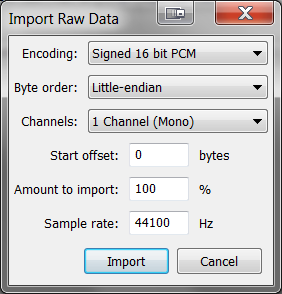 Import Raw Data
Encoding: Signed 16 bit PCM
Byte order: Little-endian
Channels: 1 Channel (Mono)
Start offset: 0 bytes
Amount to import: 100 %
Sample rate: 44100 Hz
Import Cancel